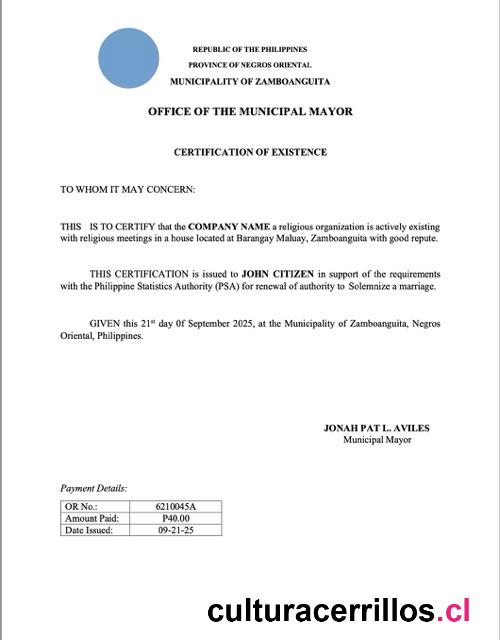 REPUBLIC OF THE PHILIPPINES
PROVINCE OF NEGROS ORIENTAL
MUNICIPALITY OF ZAMBOANGUITA
OFFICE OF THE MUNICIPAL MAYOR
CERTIFICATION OF EXISTENCE
TO WHOM IT MAY CONCERN:
THIS IS TO CERTIFY that the COMPANY NAME a religious organization is actively existing
with religious meetings in a house located at Barangay Maluay, Zamboanguita with good repute.
THIS CERTIFICATION is issued to JOHN CITIZEN in support of the requirements
with the Philippine Statistics Authority (PSA) for renewal of authority to Solemnize a marriage.
GIVEN this 21st day 0f September 2025, at the Municipality of Zamboanguita, Negros
Oriental, Philippines.
JONAH PAT L. AVILES
Municipal Mayor
Payment Details:
OR No.: 6210045A
Amount Paid: P40.00
Date Issued: 09-21-25
culturacerrillos.cl